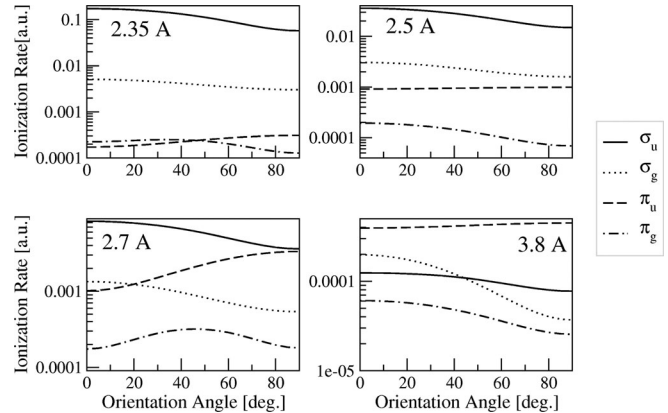 Ionization Rate[a.u.]
0.1
0.01
0.001
0.0001
2.35 A
0 20 40 60 80
0.01
0.001
0.0001
2.5 A
0 20 40 60 80
σu
σg
πu
πg
Ionization Rate [a.u.]
0.001
0.0001
2.7 A
0 20 40 60 80
Orientation Angle [deg.]
0.0001
1e-05
3.8 A
0 20 40 60 80
Orientation Angle [deg.]